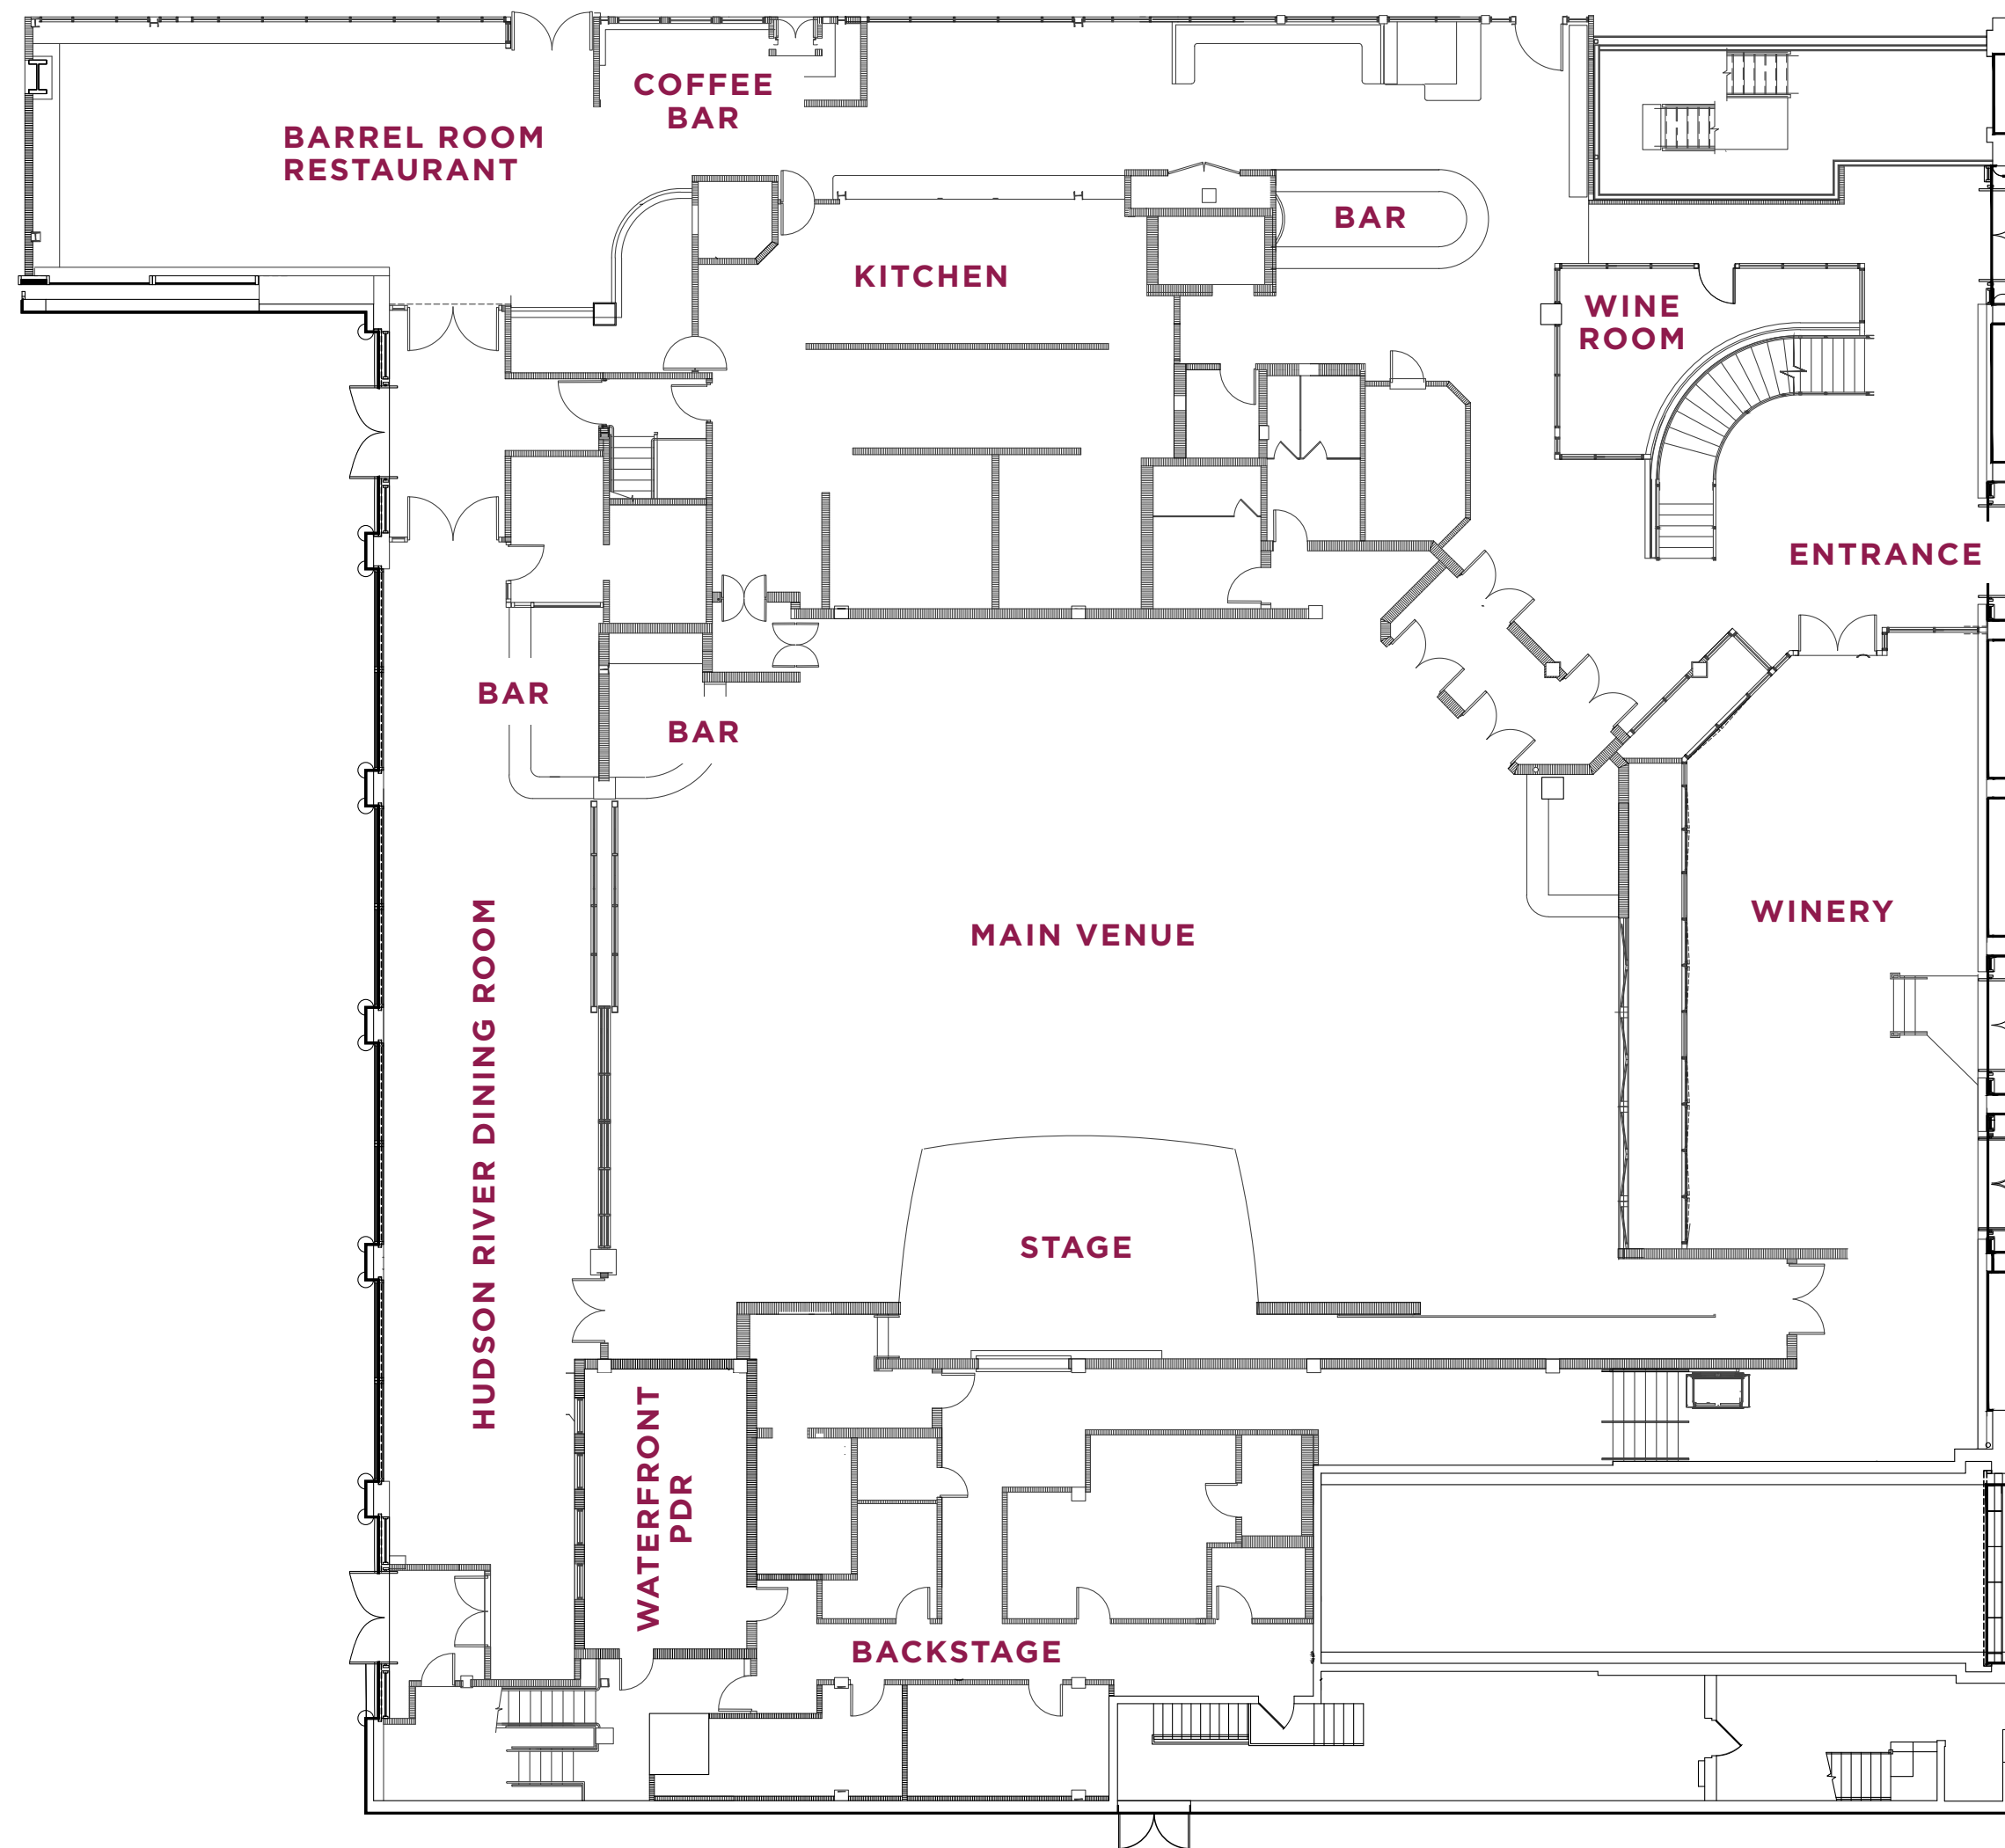 COFFEE
BAR
BARREL ROOM
RESTAURANT
BAR
KITCHEN
WINE
ROOM
ENTRANCE
BAR
BAR
WINERY
MAIN VENUE
HUDSON RIVER DINING ROOM
STAGE
WATERFRONT
PDR
BACKSTAGE